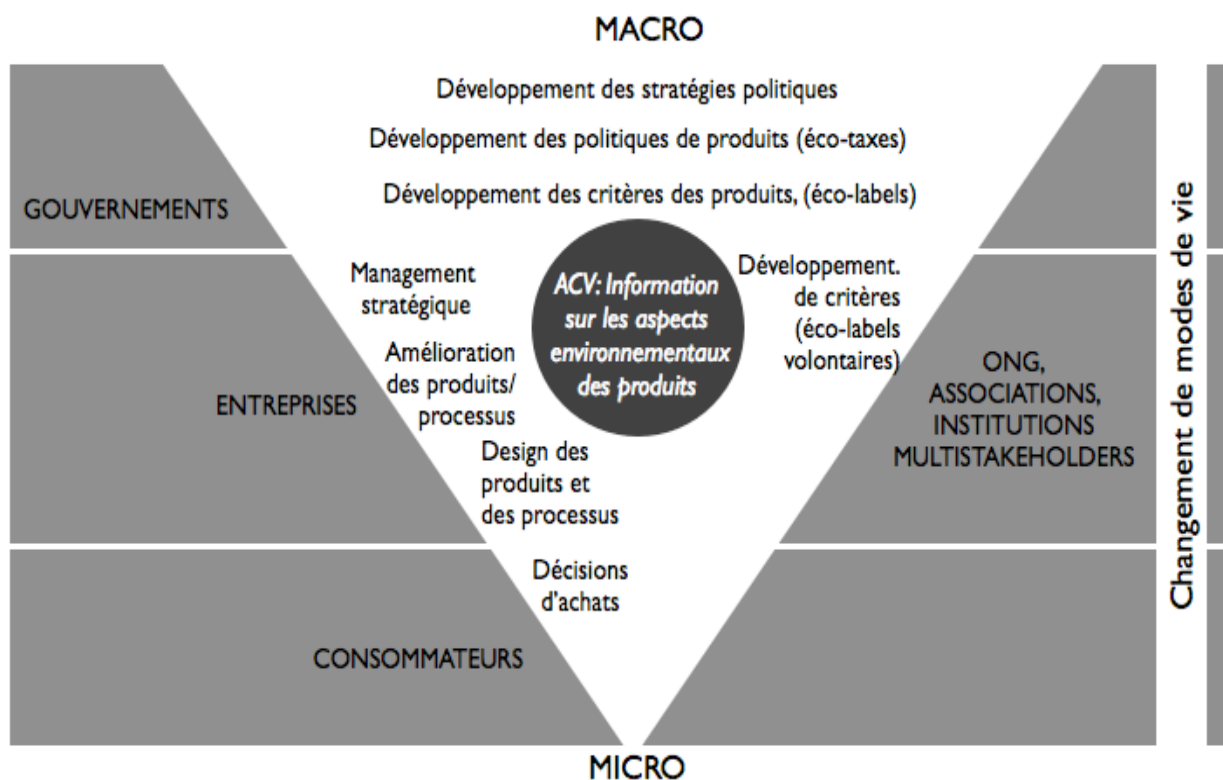 MACRO
Développement des stratégies politiques
Développement des politiques de produits (éco-taxes)
Développement des critères des produits, (éco-labels)
GOUVERNEMENTS
Management
stratégique
Amélioration
des produits/
processus
Design des
produits et
des processus
ENTREPRISES
ACV: Information
sur les aspects
environnementaux
des produits
Développement.
de critères
(éco-labels
volontaires)
ONG,
ASSOCIATIONS,
INSTITUTIONS
MULTISTAKEHOLDERS
Décisions
d'achats
CONSOMMATEURS
MICRO
Changement de modes de vie